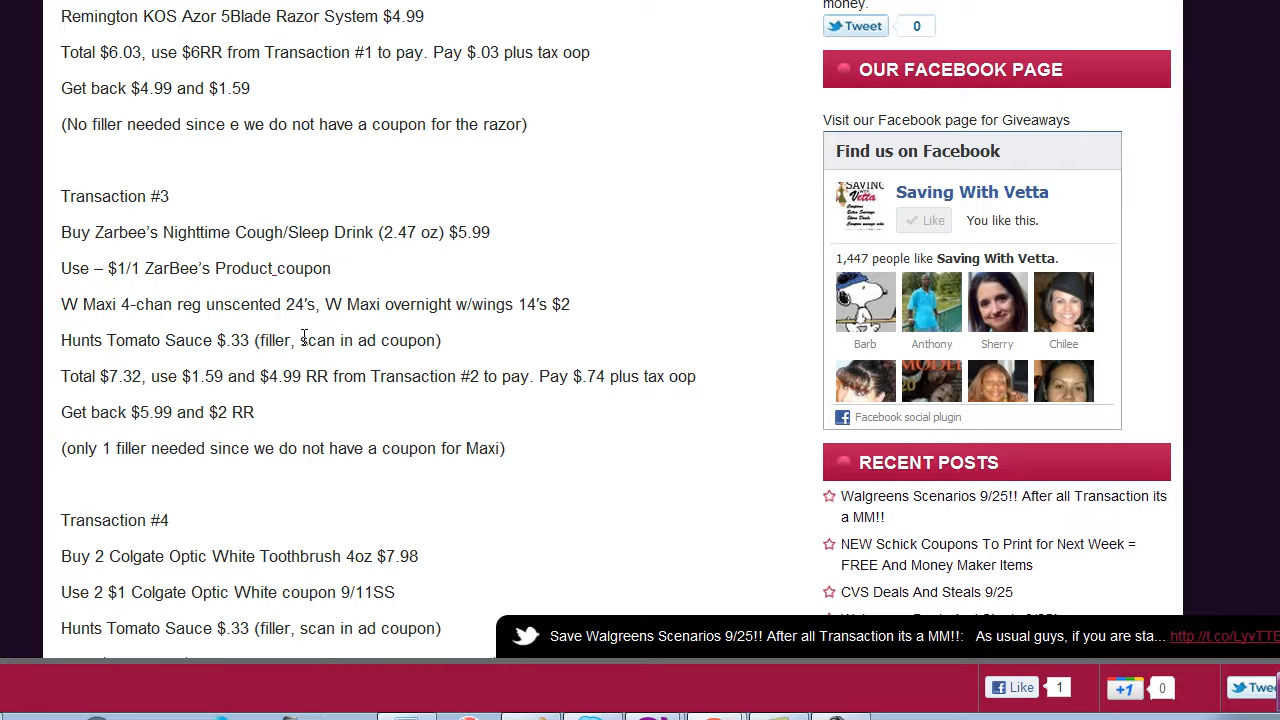 money.
Tweet 0
Remington KOS Azor 5Blade Razor System $4.99
Total $6.03, use $6RR from Transaction #1 to pay. Pay $.03 plus tax oop
Get back $4.99 and $1.59
(No filler needed since e we do not have a coupon for the razor)
Transaction #3
Buy Zarbee’s Nighttime Cough/Sleep Drink (2.47 oz) $5.99
Use – $1/1 ZarBee’s Product coupon
W Maxi 4-chan reg unscented 24′s, W Maxi overnight w/wings 14′s $2
Hunts Tomato Sauce $.33 (filler, scan in ad coupon)
Total $7.32, use $1.59 and $4.99 RR from Transaction #2 to pay. Pay $.74 plus tax oop
Get back $5.99 and $2 RR
(only 1 filler needed since we do not have a coupon for Maxi)
Transaction #4
Buy 2 Colgate Optic White Toothbrush 4oz $7.98
Use 2 $1 Colgate Optic White coupon 9/11SS
Hunts Tomato Sauce $.33 (filler, scan in ad coupon)
OUR FACEBOOK PAGE
Visit our Facebook page for Giveaways
Find us on Facebook
SAVING
Vetta
Saving With Vetta
Like You like this.
1,447 people like Saving With Vetta.
Barb Anthony Sherry Chilee
Facebook social plugin
RECENT POSTS
Walgreens Scenarios 9/25!! After all Transaction its
a MM!!
NEW Schick Coupons To Print for Next Week =
FREE And Money Maker Items
CVS Deals And Steals 9/25
Save Walgreens Scenarios 9/25!! After all Transaction its a MM!!: As usual guys, if you are sta... http://t.co/LyvTTE
Like 1 +1 0 Twee